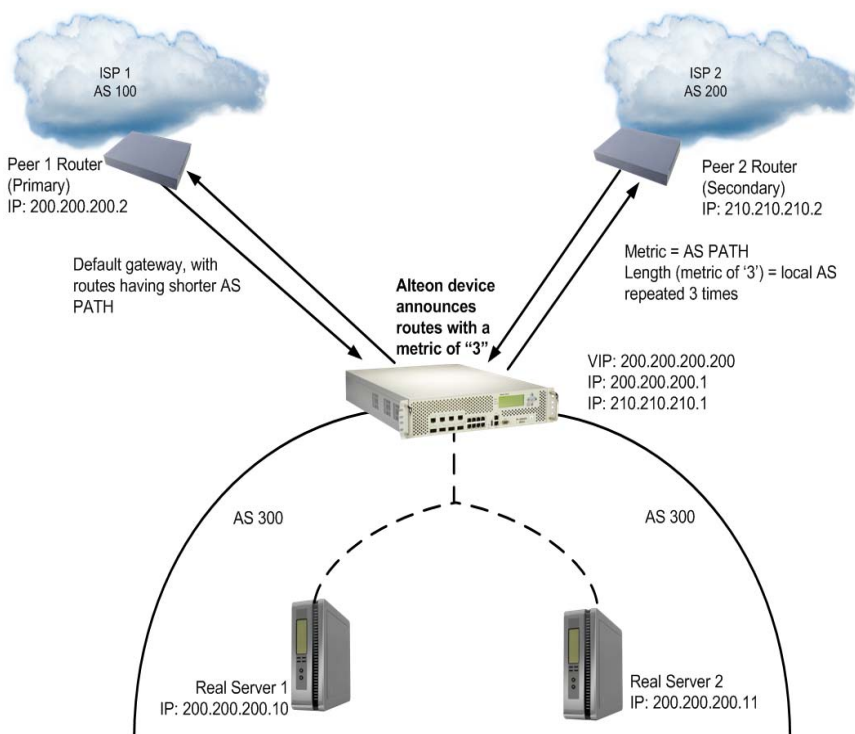 ISP 1
AS 100
ISP 2
AS 200
Peer 1 Router
(Primary)
IP: 200.200.200.2
Peer 2 Router
(Secondary)
IP: 210.210.210.2
Default gateway, with
routes having shorter AS
PATH
Metric = AS PATH
Length (metric of ‘3’) = local AS
repeated 3 times
Alteon device
announces
routes with a
metric of “3”
VIP: 200.200.200.200
IP: 200.200.200.1
IP: 210.210.210.1
AS 300
AS 300
Real Server 1
IP: 200.200.200.10
Real Server 2
IP: 200.200.200.11